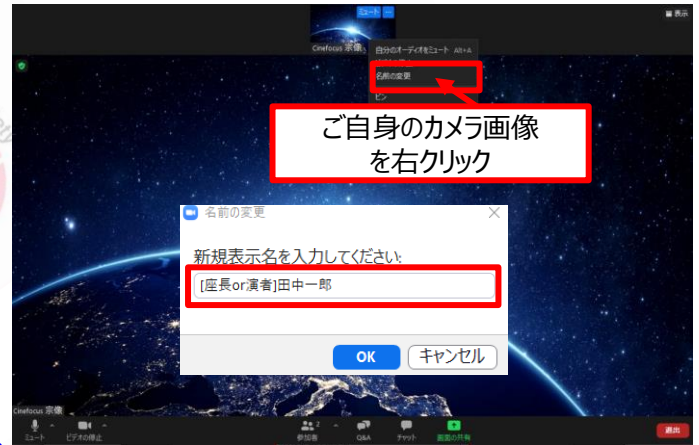 ミュート
表示
Cinefocus 宗像
自分のオーディオをミュート Alt+A
名前の変更
ピン
ご自身のカメラ画像
を右クリック
名前の変更
新規表示名を入力してください:
[座長or演者]田中一郎
OK キャンセル
Cinefocus 宗像
ミュート ビデオの停止 参加者 2 Q&A チャット 画面の共有 退出